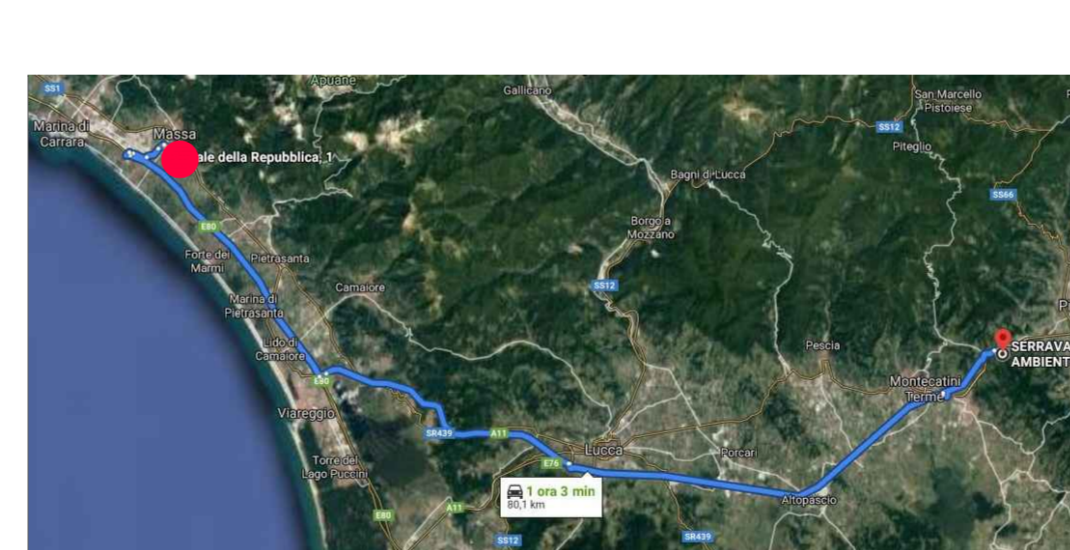 Apuane
SS1
Gallicano
San Marcello
Pistoiese
Marina di
Carrara
Massa
SS12
Piteglio
ale della Repubblica, 1
Bagni di Lucca
SS66
Borgo a
Mozzano
E80
Forte dei
Marmi
Pietrasanta
Camaiore
SS12
Marina di
Pietrasanta
Lido di
Camaiore
Pescia
SERRAVA
AMBIENT
E80
Montecatini
Terme
Viareggio
SR439
A11
Lucca
Porcari
E76
Torre del
Lago Puccini
1 ora 3 min
80,1 km
Altopascio
A11
E80
SS12
SR439